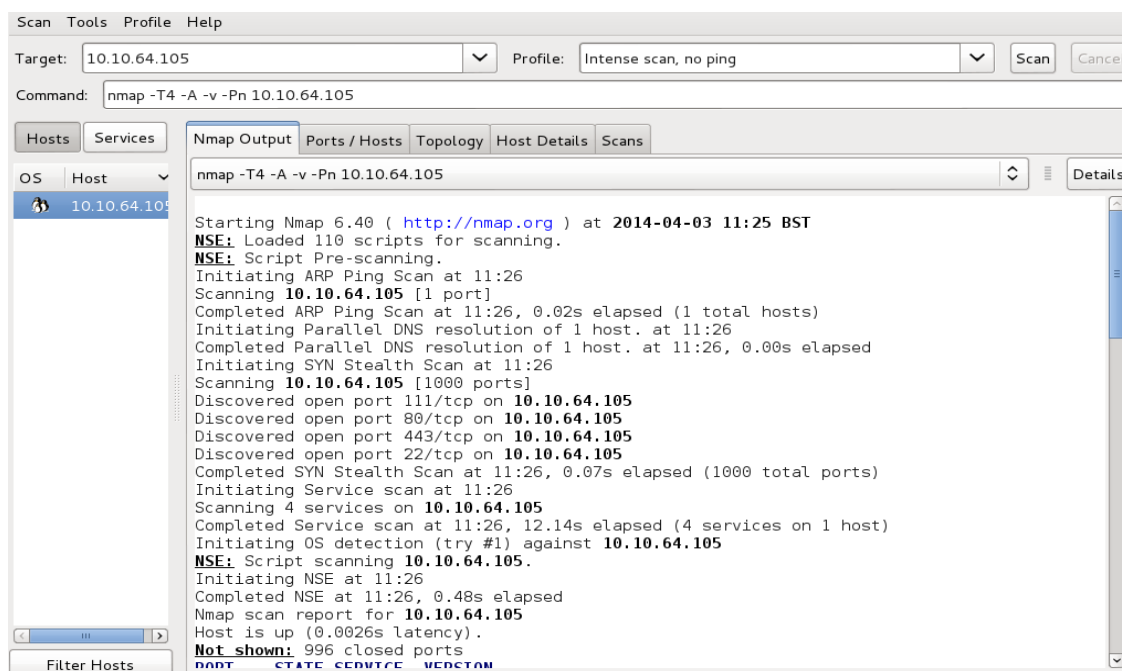 Scan Tools Profile Help
Target: 10.10.64.105 Profile: Intense scan, no ping Scan Cance
Command: nmap -T4 -A -v -Pn 10.10.64.105
Hosts Services Nmap Output Ports / Hosts Topology Host Details Scans
OS Host nmap -T4 -A -v -Pn 10.10.64.105 Details
10.10.64.105
Starting Nmap 6.40 ( http://nmap.org ) at 2014-04-03 11:25 BST
NSE: Loaded 110 scripts for scanning.
NSE: Script Pre-scanning.
Initiating ARP Ping Scan at 11:26
Scanning 10.10.64.105 [1 port]
Completed ARP Ping Scan at 11:26, 0.02s elapsed (1 total hosts)
Initiating Parallel DNS resolution of 1 host. at 11:26
Completed Parallel DNS resolution of 1 host. at 11:26, 0.00s elapsed
Initiating SYN Stealth Scan at 11:26
Scanning 10.10.64.105 [1000 ports]
Discovered open port 111/tcp on 10.10.64.105
Discovered open port 80/tcp on 10.10.64.105
Discovered open port 443/tcp on 10.10.64.105
Discovered open port 22/tcp on 10.10.64.105
Completed SYN Stealth Scan at 11:26, 0.07s elapsed (1000 total ports)
Initiating Service scan at 11:26
Scanning 4 services on 10.10.64.105
Completed Service scan at 11:26, 12.14s elapsed (4 services on 1 host)
Initiating OS detection (try #1) against 10.10.64.105
NSE: Script scanning 10.10.64.105.
Initiating NSE at 11:26
Completed NSE at 11:26, 0.48s elapsed
Nmap scan report for 10.10.64.105
Host is up (0.0026s latency).
Not shown: 996 closed ports
PORT STATE SERVICE VERSION
Filter Hosts